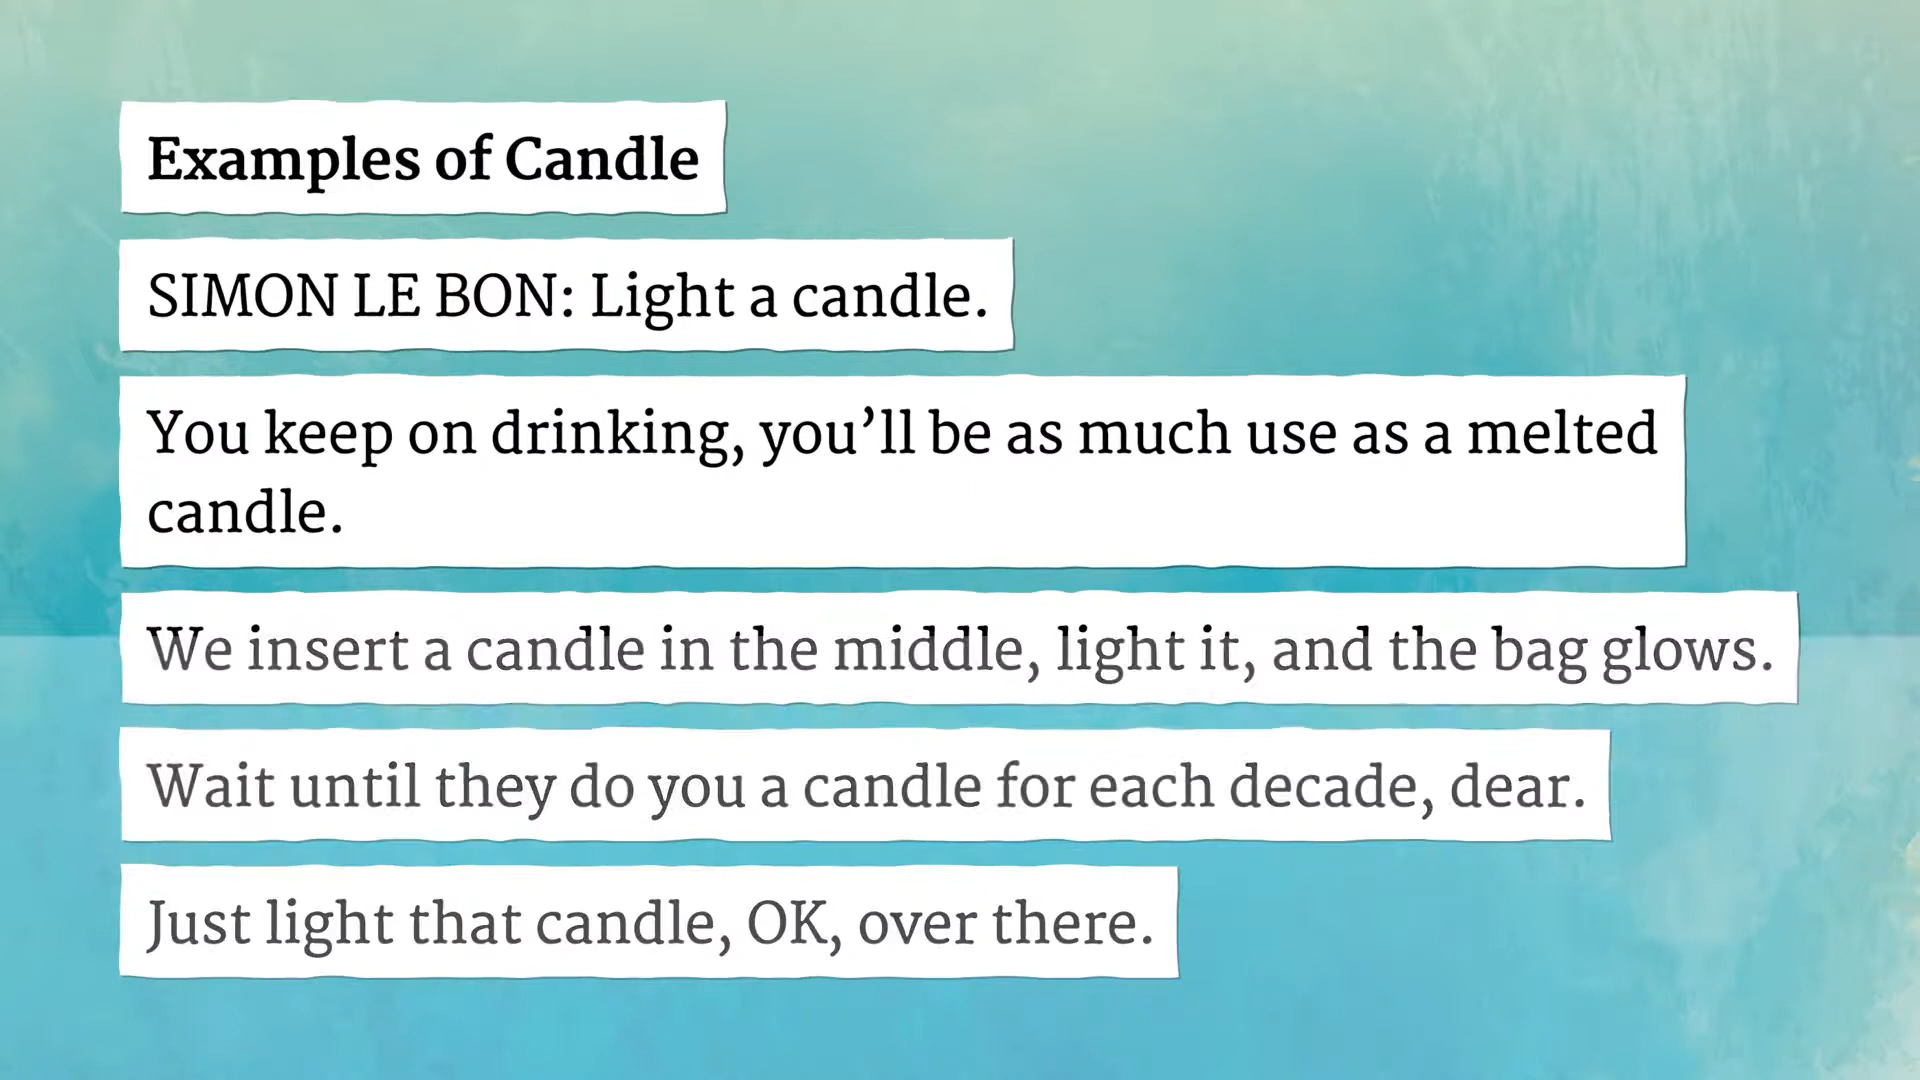 Examples of Candle
SIMON LE BON: Light a candle.
You keep on drinking, you’ll be as much use as a melted
candle.
We insert a candle in the middle, light it, and the bag glows.
Wait until they do you a candle for each decade, dear.
Just light that candle, OK, over there.